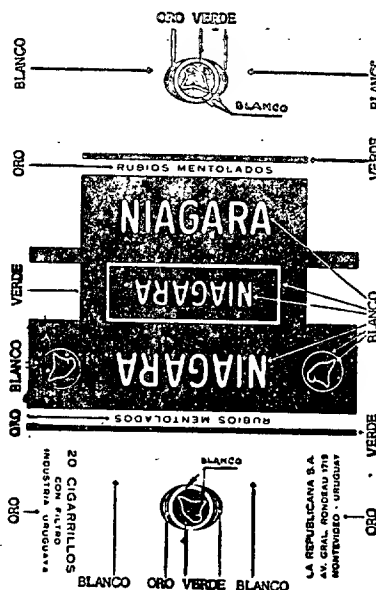 ORO VERDE
BLANCO
BLANCO
BLANCO
ORO
RUBIOS MENTOLADOS
VERDE
NIAGARA
NIAGARA
VERDE
BLANCO
NIAGARA
BLANCO
ORO
RUBIOS MENTOLADOS
VERDE
BLANCO
20 CIGARRILLOS
CON FILTRO
INDUSTRIA URUGUAYA
ORO
LA REPUBLICANA S.A.
AV. GRAL. RONDEAU 1719
MONTEVIDEO - URUGUAY
ORO
BLANCO
ORO VERDE
BLANCO